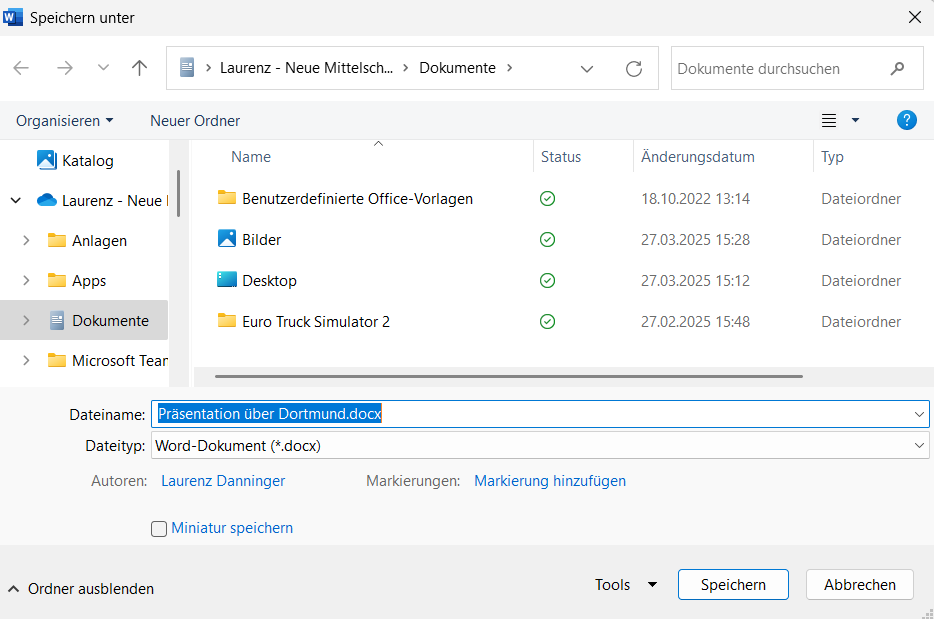 Speichern unter
Laurenz - Neue Mittelsch... Dokumente
Dokumente durchsuchen
Organisieren Neuer Ordner
Name Status Änderungsdatum Typ
Katalog
Laurenz - Neue
Anlagen
Apps
Dokumente
Microsoft Tear
Benutzerdefinierte Office-Vorlagen 18.10.2022 13:14 Dateiordner
Bilder 27.03.2025 15:28 Dateiordner
Desktop 27.03.2025 15:12 Dateiordner
Euro Truck Simulator 2 27.02.2025 15:48 Dateiordner
Dateiname: Präsentation über Dortmund.docx
Dateityp: Word-Dokument (*.docx)
Autoren: Laurenz Danninger Markierungen: Markierung hinzufügen
Miniatur speichern
Ordner ausblenden Tools Speichern Abbrechen